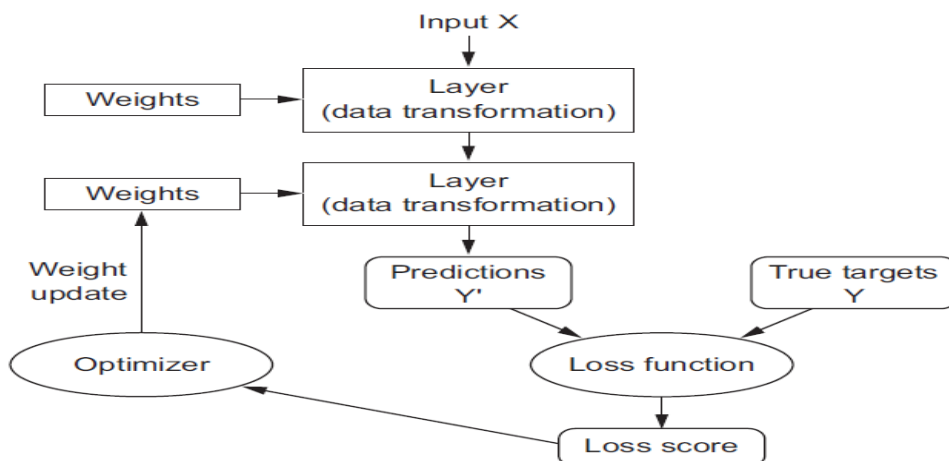 Input X
Weights
Layer
(data transformation)
Weights
Layer
(data transformation)
Weight
update
Predictions
Y'
True targets
Y
Optimizer
Loss function
Loss score